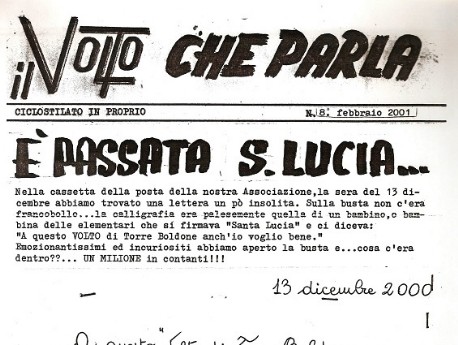 il VOLTO CHE PARLA
CICLOSTILATO IN PROPRIO N.8: febbraio 2001
È PASSATA S. LUCIA...
Nella cassetta della posta della nostra Associazione,la sera del 13 di-
cembre abbiamo trovato una lettera un pò insolita. Sulla busta non c'era
francobollo...la calligrafia era palesemente quella di un bambino,o bam-
bina delle elementari che si firmava "Santa Lucia" e ci diceva:
"A questo VOLTO di Torre Boldone anch'io voglio bene."
Emozionantissimi ed incuriositi abbiamo aperto la busta e...cosa c'era
dentro??... UN MILIONE in contanti!!!
13 dicembre 2000